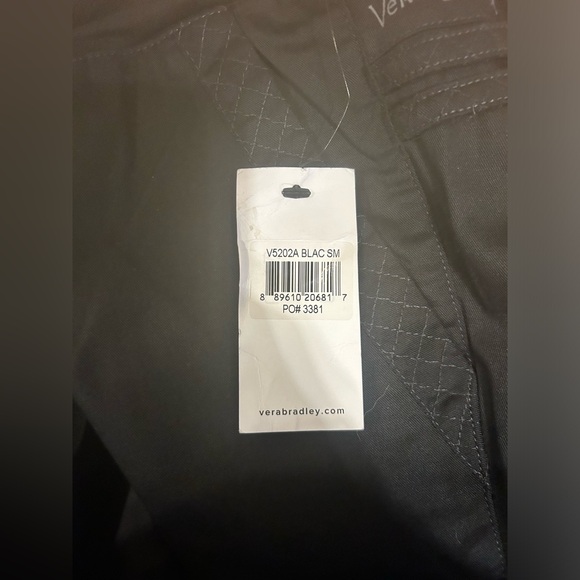 V5202A BLAC SM
8 89610 20681 7
PO# 3381
verabradley.com